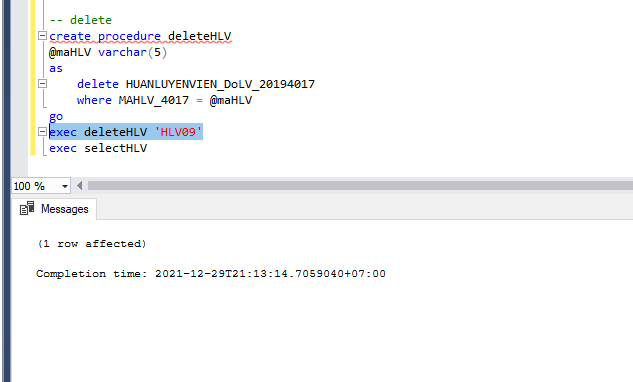 -- delete
create procedure deleteHLV
@maHLV varchar(5)
as
delete HUANLUYENVIEN_DoLV_20194017
where MAHLV_4017 = @maHLV
go
exec deleteHLV 'HLV09'
exec selectHLV
100 %
Messages
(1 row affected)
Completion time: 2021-12-29T21:13:14.7059040+07:00